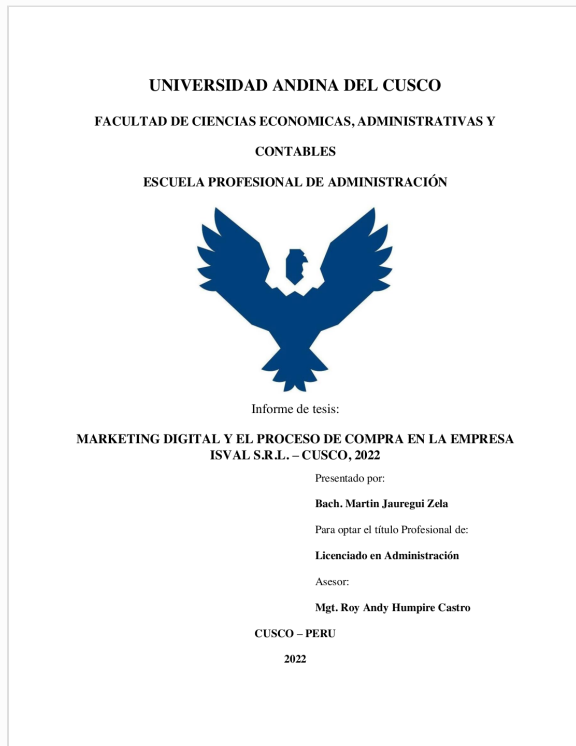 UNIVERSIDAD ANDINA DEL CUSCO
FACULTAD DE CIENCIAS ECONOMICAS, ADMINISTRATIVAS Y
CONTABLES
ESCUELA PROFESIONAL DE ADMINISTRACIÓN
Informe de tesis:
MARKETING DIGITAL Y EL PROCESO DE COMPRA EN LA EMPRESA
ISVAL S.R.L. – CUSCO, 2022
Presentado por:
Bach. Martin Jauregui Zela
Para optar el título Profesional de:
Licenciado en Administración
Asesor:
Mgt. Roy Andy Humpire Castro
CUSCO – PERU
2022